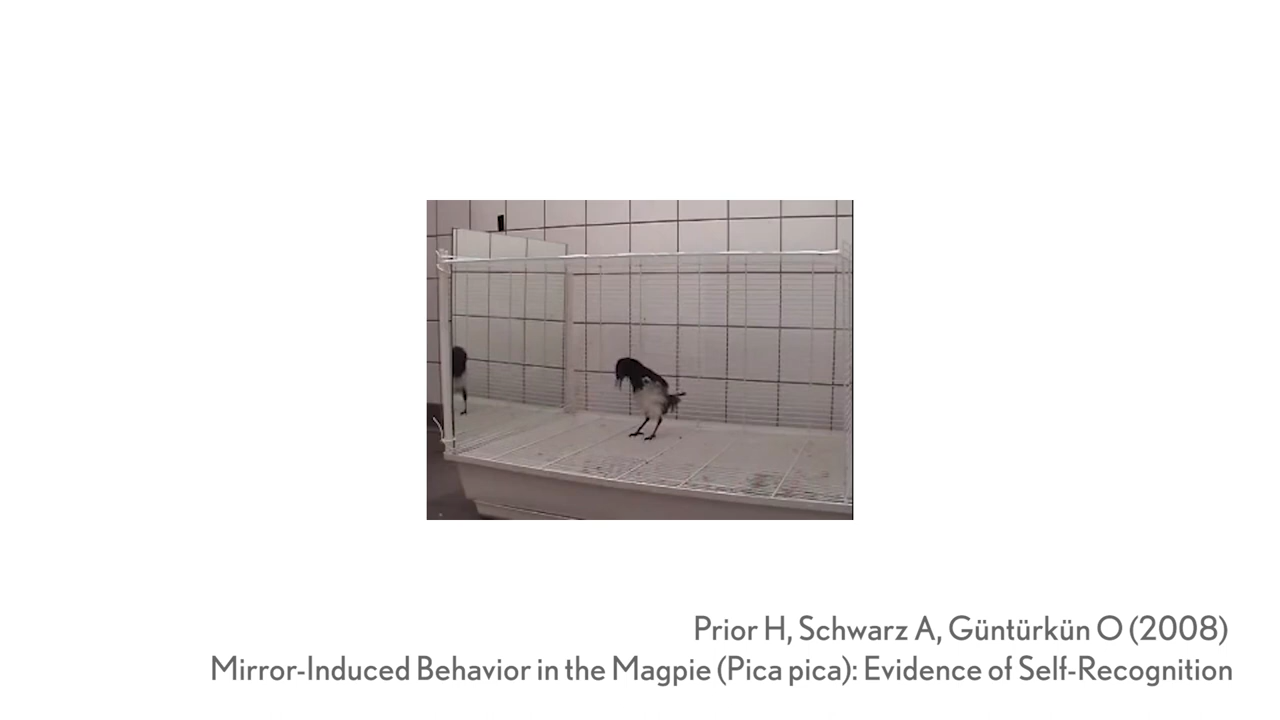 Prior H, Schwarz A, Güntürkün O (2008)
Mirror-Induced Behavior in the Magpie (Pica pica): Evidence of Self-Recognition